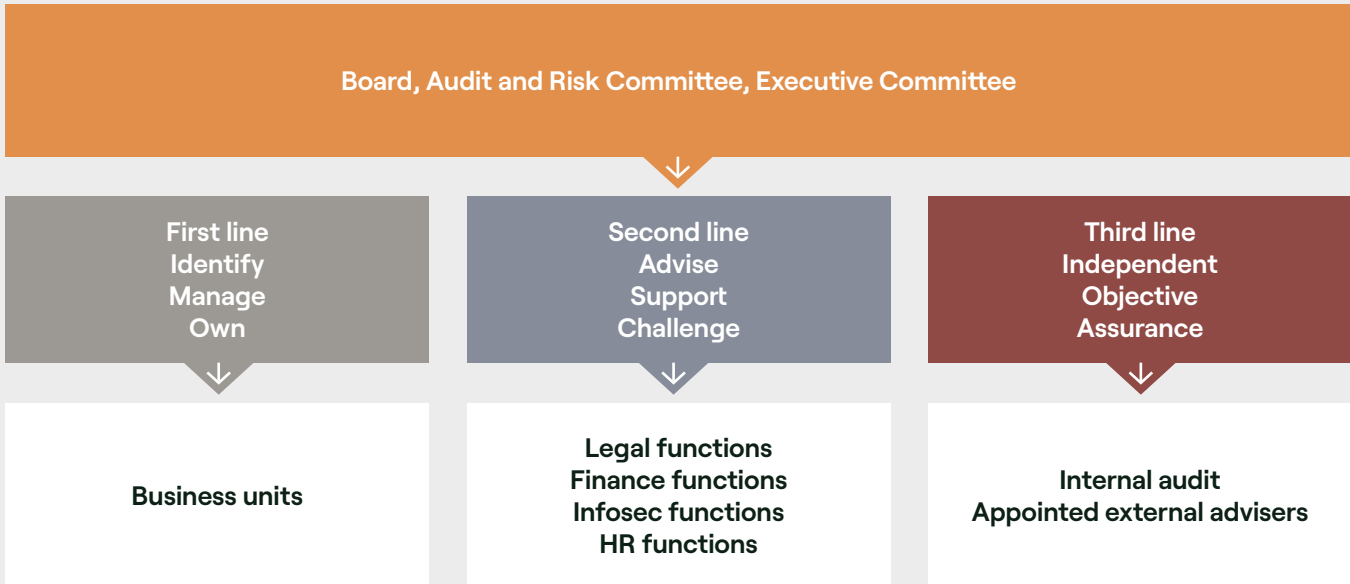 Board, Audit and Risk Committee, Executive Committee
First line
Identify
Manage
Own
Second line
Advise
Support
Challenge
Third line
Independent
Objective
Assurance
Business units
Legal functions
Finance functions
Infosec functions
HR functions
Internal audit
Appointed external advisers